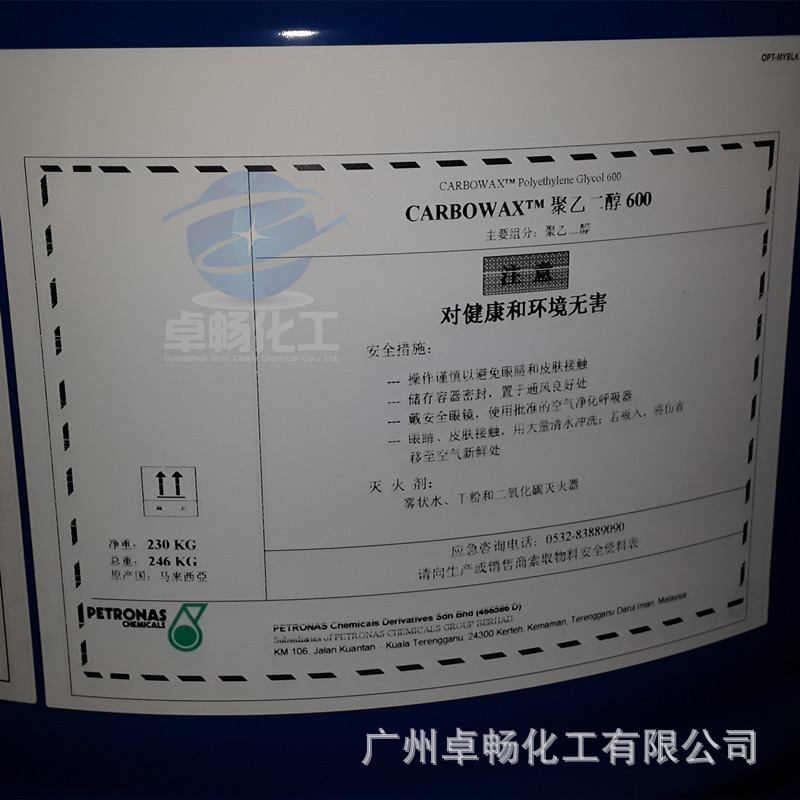 OPT-MYBLK
CARBOWAX™ Polyethylene Glycol 600
CARBOWAX™ 聚乙二醇 600
主要组分：聚乙二醇
注 意
对健康和环境无害
安全措施：
--- 操作谨慎以避免眼睛和皮肤接触
--- 储存容器密封，置于通风良好处
--- 戴安全眼镜，使用批准的空气净化呼吸器
--- 眼睛、皮肤接触，用大量清水冲洗；若吸入，将伤者
移至空气新鲜处
灭 火 剂：
雾状水、干粉和二氧化碳灭火器
向 上
净重： 230 KG
总重： 246 KG
原产国：马来西亞
应急咨询电话：0532-83889090
请向生产或销售商索取物料安全资料表
PETRONAS
CHEMICALS
PETRONAS Chemicals Derivatives Sdn Bhd (466586 D)
Subsidiaries of PETRONAS CHEMICALS GROUP BERHAD.
KM 106, Jalan Kuantan – Kuala Terengganu, 24300 Kerteh, Kemaman, Terengganu Darul Iman, Malaysia
卓畅化工
Guangzhou Zhuo Chang Chemical Co., Ltd.
广州卓畅化工有限公司